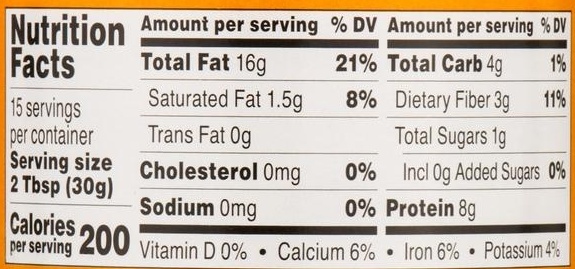 Nutrition
Facts
15 servings
per container
Serving size
2 Tbsp (30g)
Calories
per serving 200
Amount per serving % DV
Total Fat 16g 21%
Saturated Fat 1.5g 8%
Trans Fat 0g
Cholesterol 0mg 0%
Sodium 0mg 0%
Amount per serving % DV
Total Carb 4g 1%
Dietary Fiber 3g 11%
Total Sugars 1g
Incl 0g Added Sugars 0%
Protein 8g
Vitamin D 0% • Calcium 6% • Iron 6% • Potassium 4%